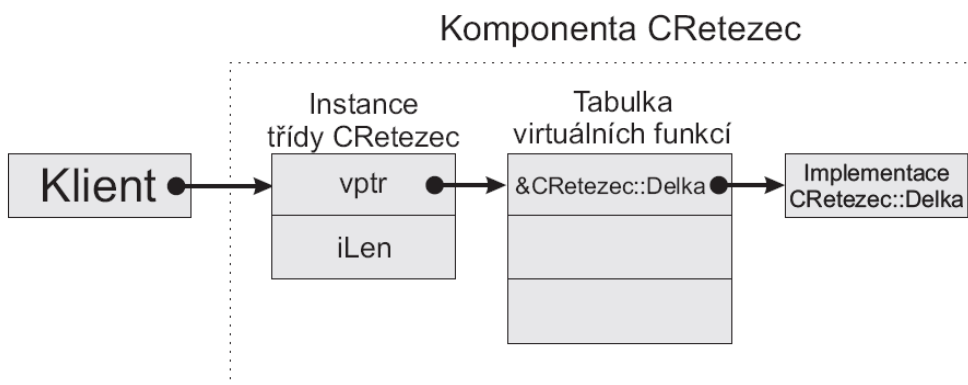 Komponenta CRetezec
Instance
třídy CRetezec
Tabulka
virtuálních funkcí
Klient
vptr
&CRetezec::Delka
Implementace
CRetezec::Delka
iLen